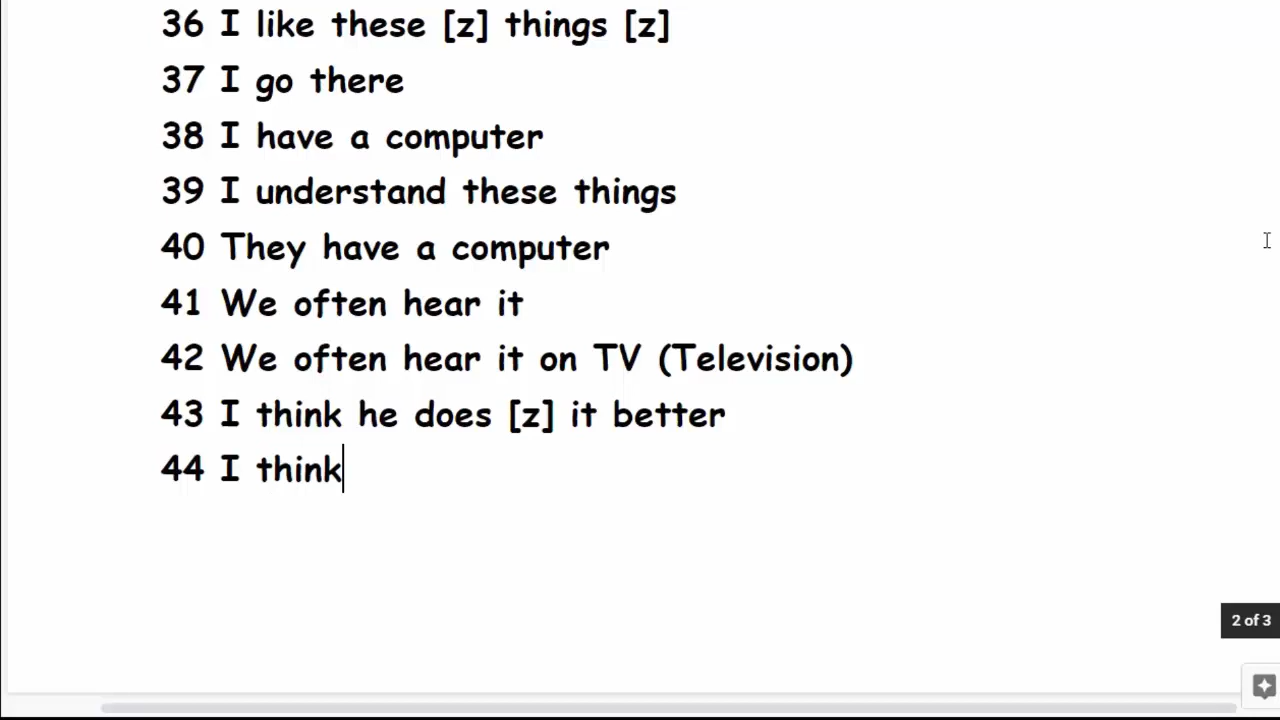 36 I like these [z] things [z]
37 I go there
38 I have a computer
39 I understand these things
40 They have a computer
41 We often hear it
42 We often hear it on TV (Television)
43 I think he does [z] it better
44 I think
2 of 3